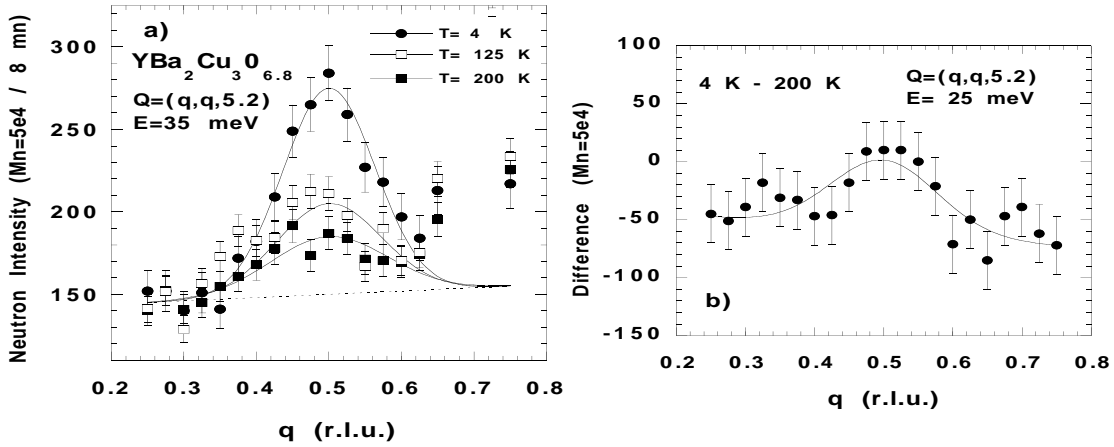 a)
YBa2Cu3O6.8
Q=(q,q,5.2)
E=35 meV
T= 4 K
T= 125 K
T= 200 K
Neutron Intensity (Mn=5e4 / 8 mn)
300
250
200
150
0.2 0.3 0.4 0.5 0.6 0.7 0.8
q (r.l.u.)
4 K - 200 K
Q=(q,q,5.2)
E= 25 meV
b)
Difference (Mn=5e4)
100
50
0
-50
-100
-150
0.2 0.3 0.4 0.5 0.6 0.7 0.8
q (r.l.u.)